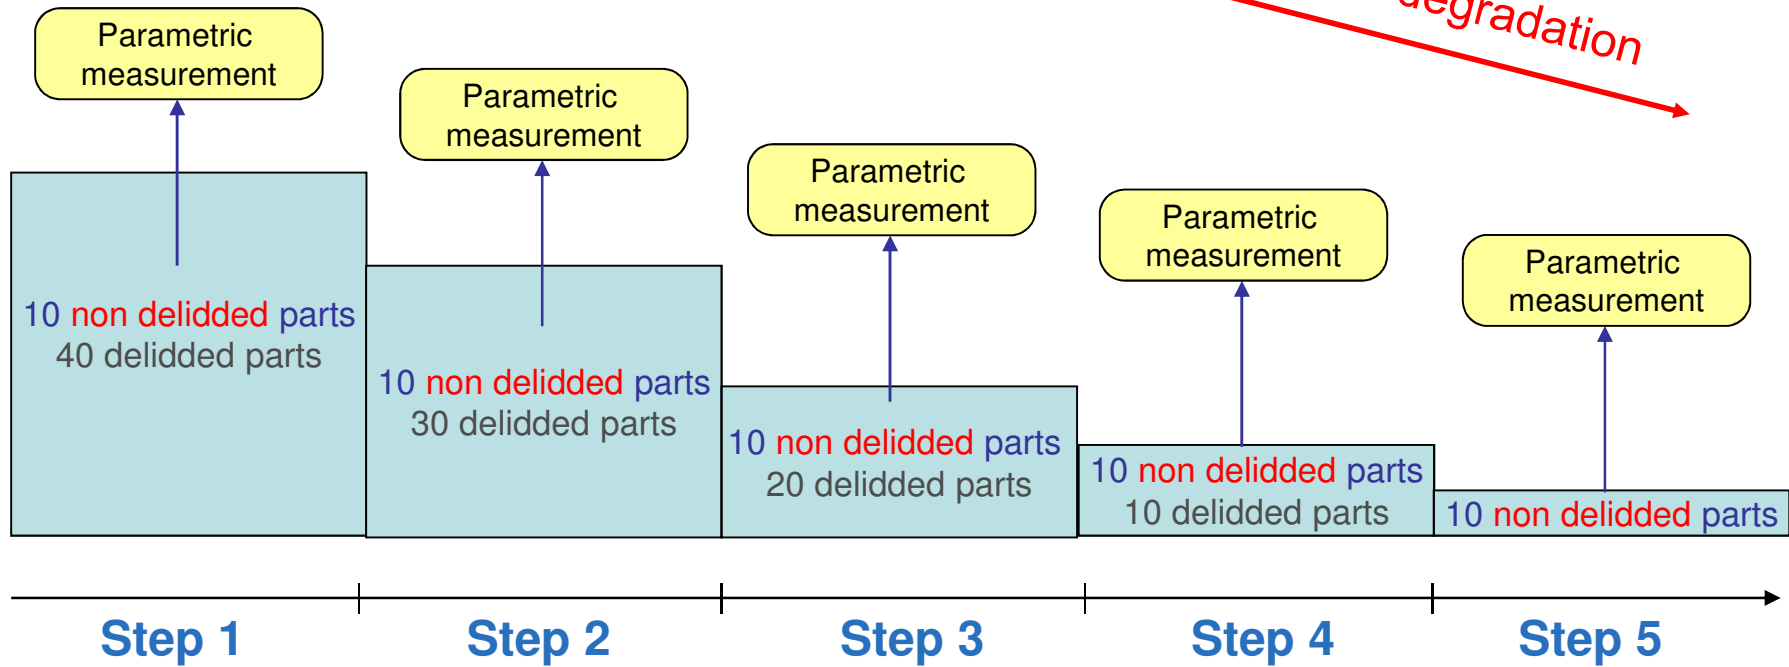 degradation
Parametric
measurement
Parametric
measurement
Parametric
measurement
Parametric
measurement
Parametric
measurement
10 non delidded parts
40 delidded parts
10 non delidded parts
30 delidded parts
10 non delidded parts
20 delidded parts
10 non delidded parts
10 delidded parts
10 non delidded parts
Step 1
Step 2
Step 3
Step 4
Step 5